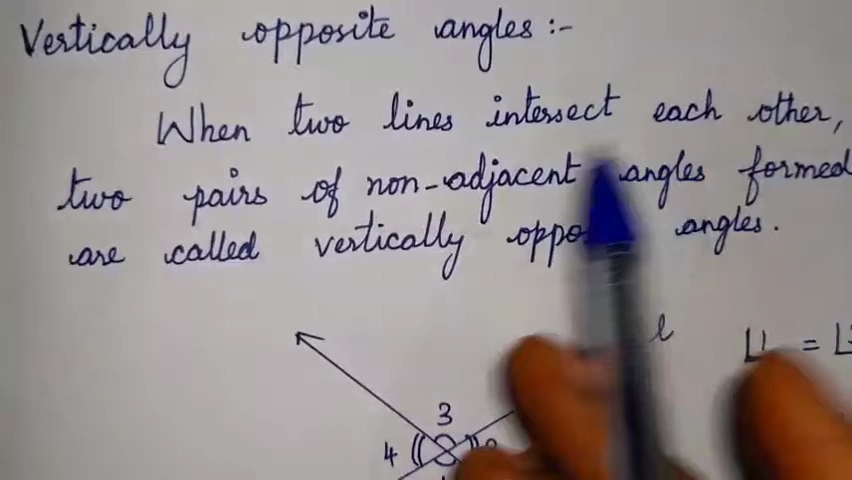 Vertically opposite angles :-
When two lines intersect each other,
two pairs of non-adjacent angles formed
are called vertically angles.
l
=
3
4